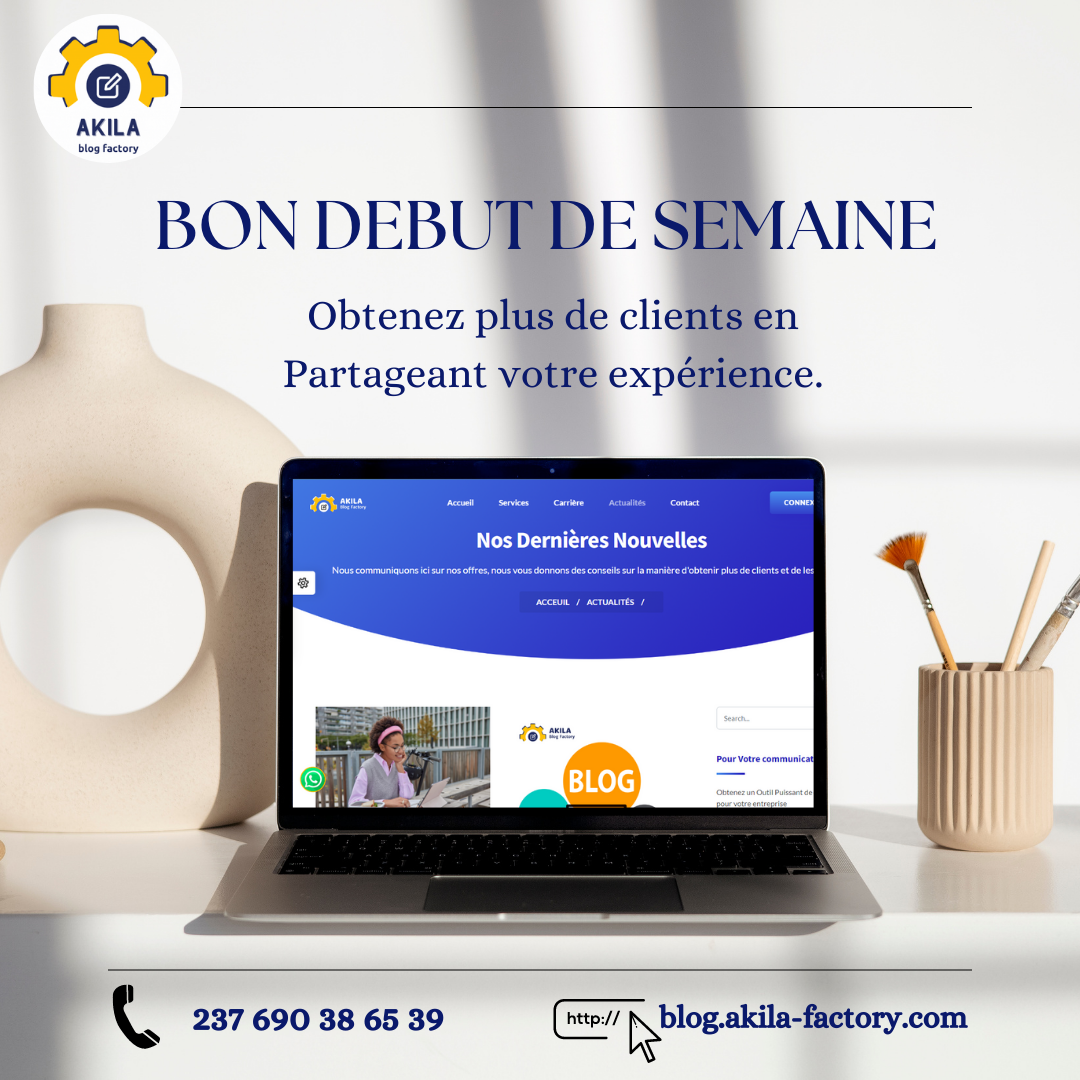 AKILA
blog factory
BON DEBUT DE SEMAINE
Obtenez plus de clients en
Partageant votre expérience.
AKILA
Blog Factory
Accueil Services Carrière Actualités Contact CONNEX
Nos Dernières Nouvelles
Nous communiquons ici sur nos offres, nous vous donnons des conseils sur la manière d'obtenir plus de clients et de les
ACCEUIL / ACTUALITÉS /
AKILA
Blog Factory
Search...
BLOG
Pour Votre communicat
Obtenez un Outil Puissant de
pour votre entreprise
237 690 38 65 39
http://
blog.akila-factory.com